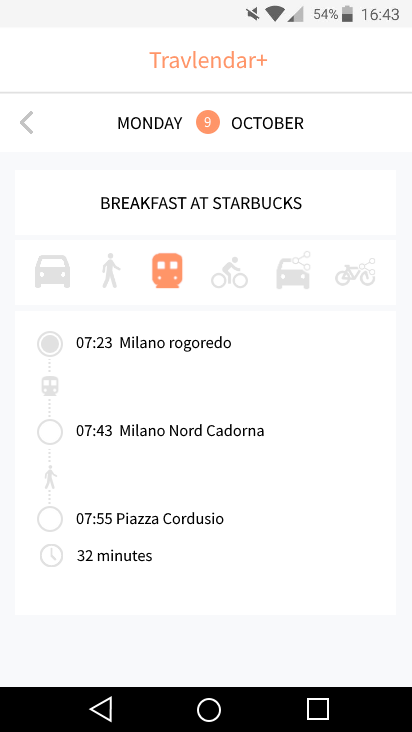 54% 16:43
Travlendar+
MONDAY 9 OCTOBER
BREAKFAST AT STARBUCKS
07:23 Milano rogoredo
07:43 Milano Nord Cadorna
07:55 Piazza Cordusio
32 minutes